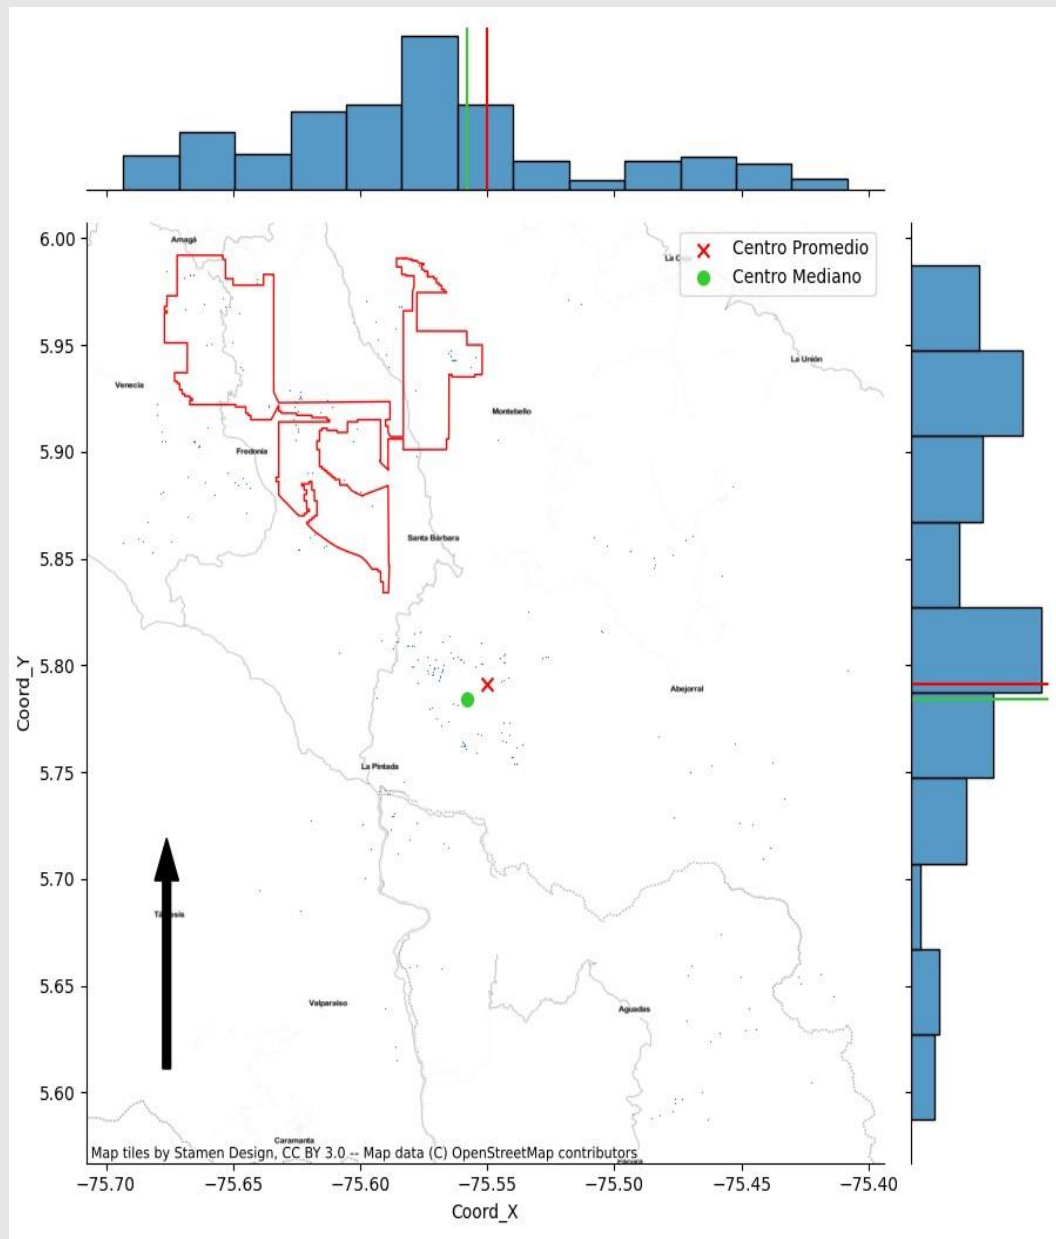 6.00
5.95
5.90
5.85
5.80
5.75
5.70
5.65
5.60
Coord_Y
Centro Promedio
Centro Mediano
Amagá
La
La Unión
Venecia
Montebello
Fredonia
Santa Bárbara
Abejorral
La Pintada
Valparaiso
Aguadas
Caramanta
Map tiles by Stamen Design, CC BY 3.0 -- Map data (C) OpenStreetMap contributors
−75.70
−75.65
−75.60
−75.55
−75.50
−75.45
−75.40
Coord_X